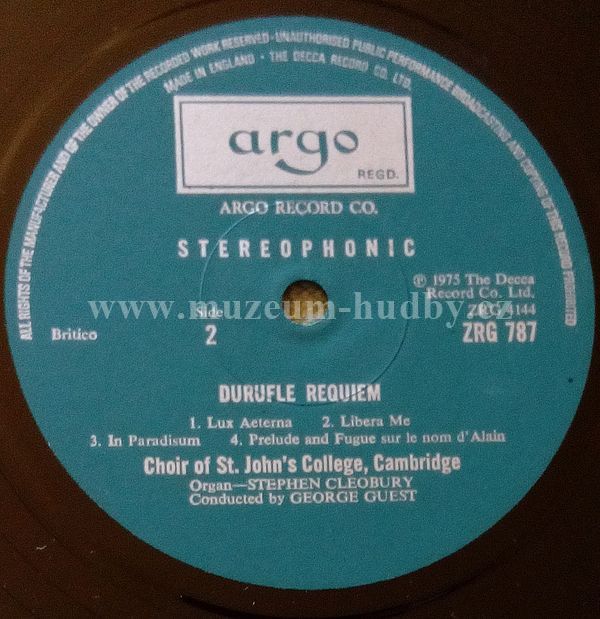 ALL RIGHTS OF THE MANUFACTURER AND OF THE OWNER OF THE RECORDED WORK RESERVED · UNAUTHORISED PUBLIC PERFORMANCE BROADCASTING AND COPYING OF THIS RECORD PROHIBITED
MADE IN ENGLAND · THE DECCA RECORD CO. LTD.
argo
REGD.
ARGO RECORD CO.
STEREOPHONIC
℗ 1975 The Decca
Record Co. Ltd.
www.muzeum-hudby.cz
Side
4144
Britico
2
ZRG 787
DURUFLE REQUIEM
1. Lux Aeterna 2. Libera Me
3. In Paradisum 4. Prelude and Fugue sur le nom d'Alain
Choir of St. John's College, Cambridge
Organ—STEPHEN CLEOBURY
Conducted by GEORGE GUEST